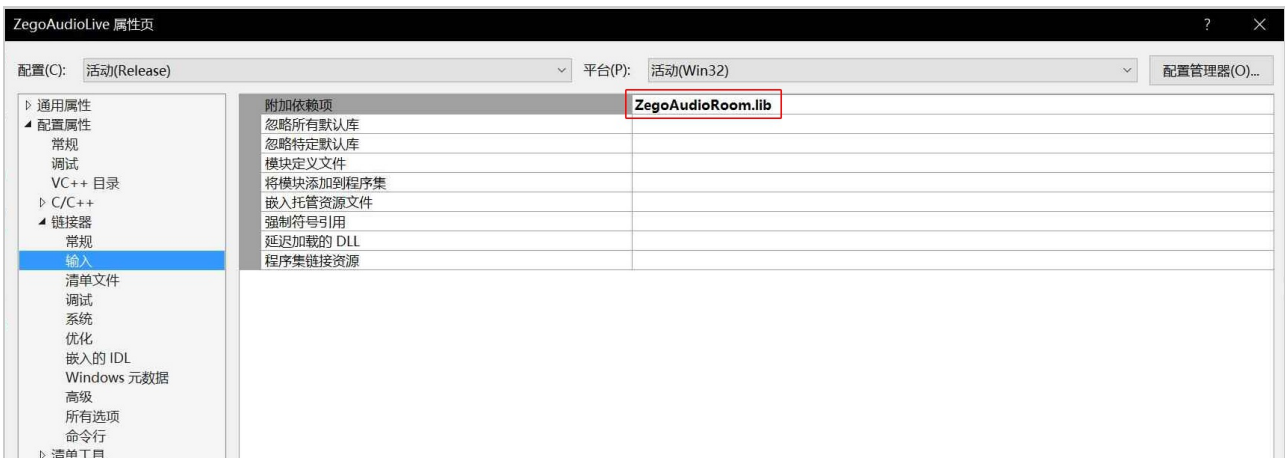 ZegoAudioLive 属性页
? ×
配置(C): 活动(Release) 平台(P): 活动(Win32) 配置管理器(O)...
通用属性
配置属性
常规
调试
VC++ 目录
C/C++
链接器
常规
输入
清单文件
调试
系统
优化
嵌入的 IDL
Windows 元数据
高级
所有选项
命令行
清单工具
附加依赖项 ZegoAudioRoom.lib
忽略所有默认库
忽略特定默认库
模块定义文件
将模块添加到程序集
嵌入托管资源文件
强制符号引用
延迟加载的 DLL
程序集链接资源